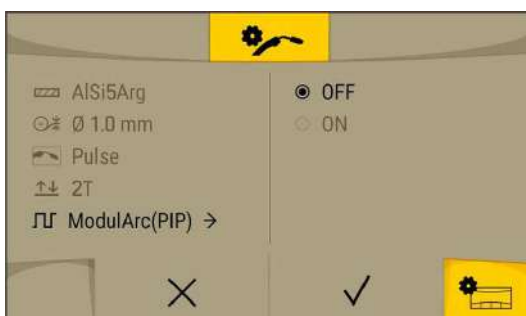 AlSi5Arg
Ø 1.0 mm
Pulse
2T
ModulArc(PIP) →
OFF
ON